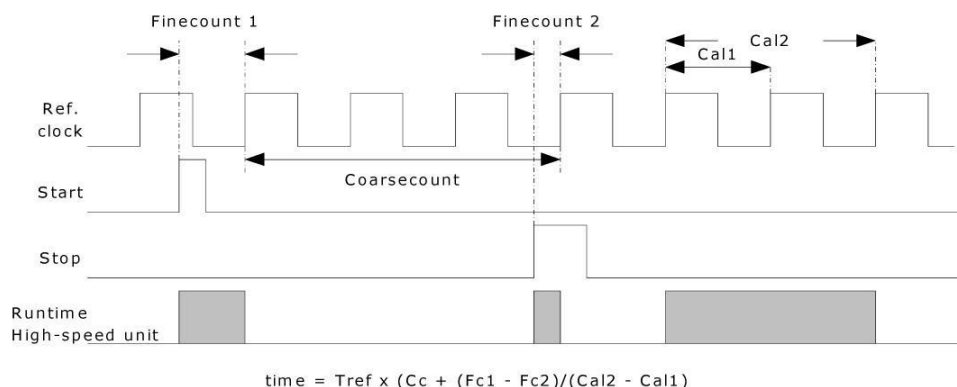 Finecount 1
Finecount 2
Cal2
Cal1
Ref.
clock
Coarsecount
Start
Stop
Runtime
High-speed unit
time = Tref x (Cc + (Fc1 - Fc2)/(Cal2 - Cal1)